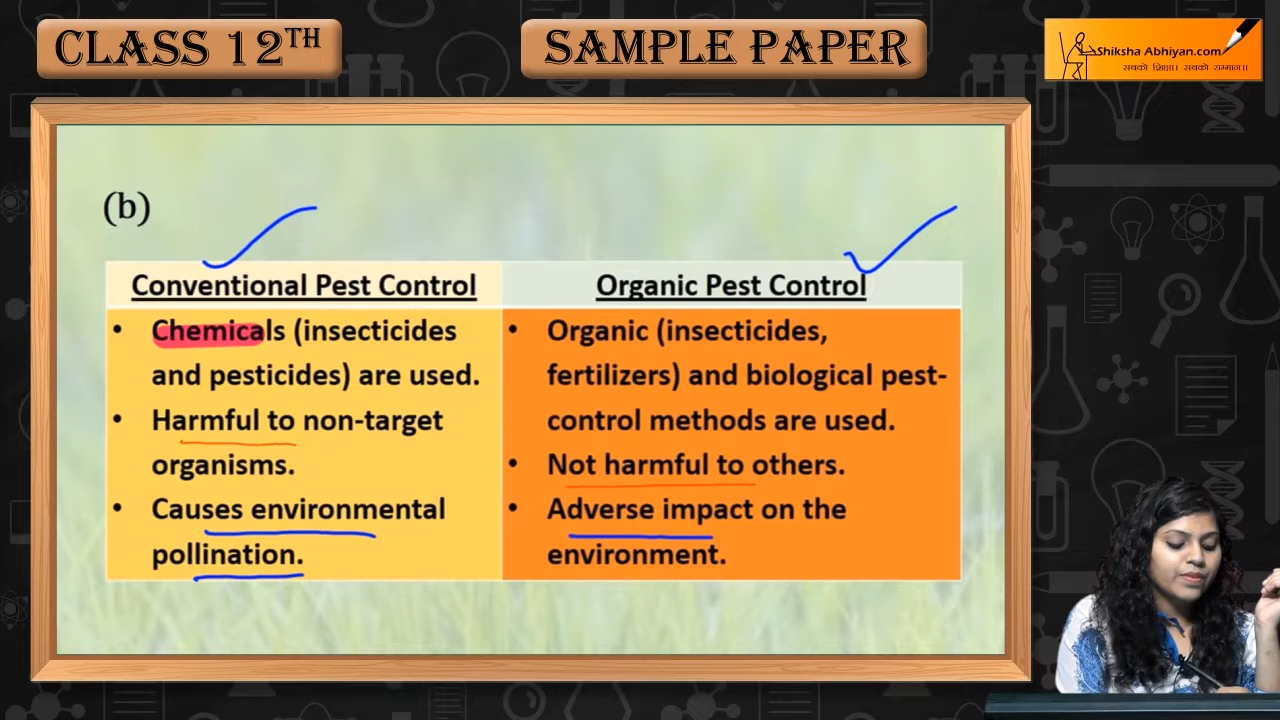 CLASS 12TH
SAMPLE PAPER
Shiksha Abhiyan.com
सबको शिक्षा। सबको सम्मान॥
(b)
Conventional Pest Control
• Chemicals (insecticides
and pesticides) are used.
• Harmful to non-target
organisms.
• Causes environmental
pollination.
Organic Pest Control
• Organic (insecticides,
fertilizers) and biological pest-
control methods are used.
• Not harmful to others.
• Adverse impact on the
environment.